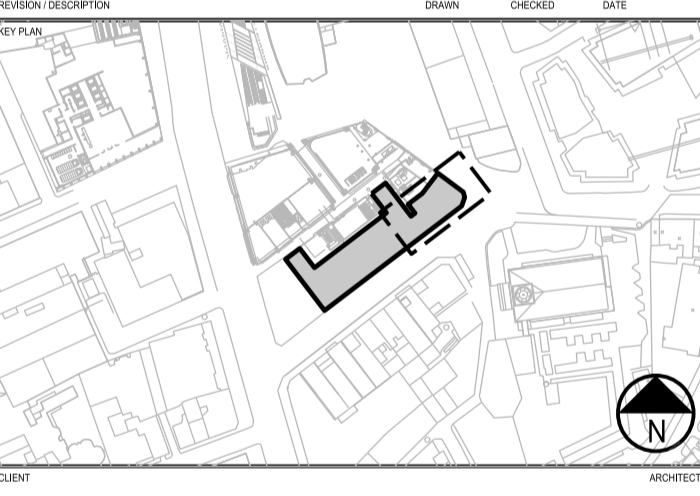 REVISION / DESCRIPTION DRAWN CHECKED DATE
KEY PLAN
N
CLIENT ARCHITECT